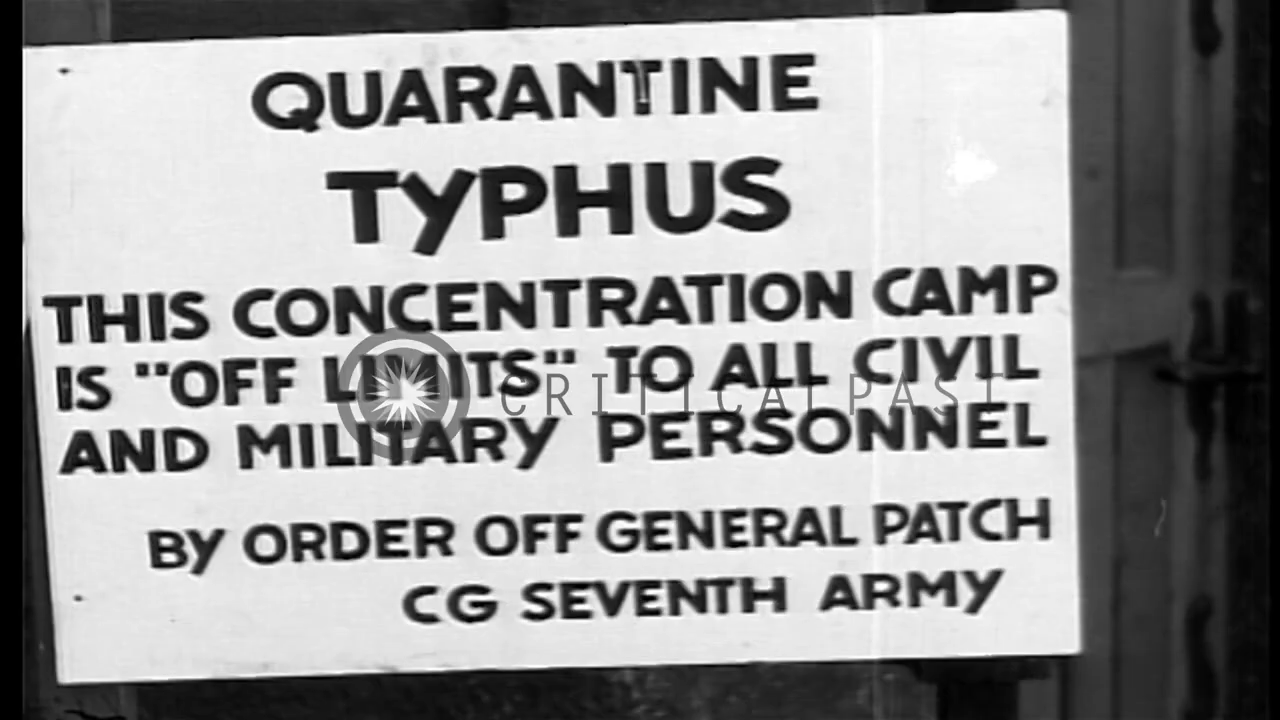 QUARANTINE
TYPHUS
THIS CONCENTRATION CAMP
IS "OFF LIMITS" TO ALL CIVIL
CRITICALPAST
AND MILITARY PERSONNEL
BY ORDER OFF GENERAL PATCH
CG SEVENTH ARMY